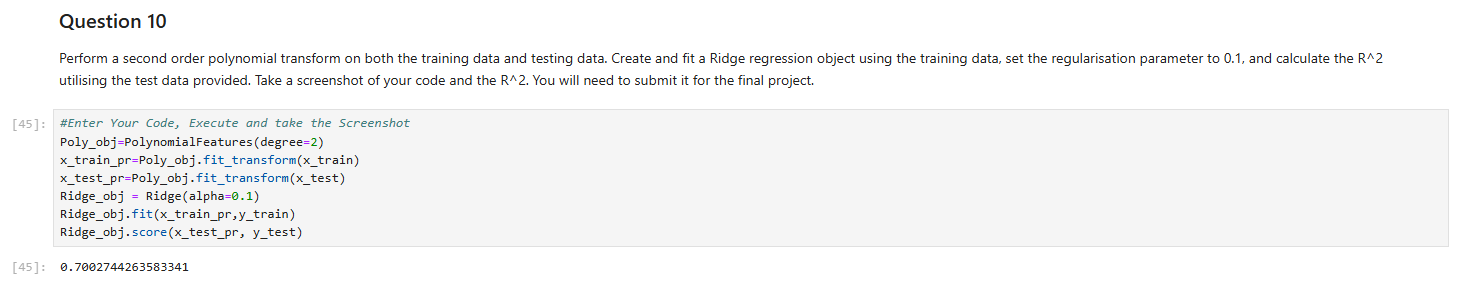 Question 10
Perform a second order polynomial transform on both the training data and testing data. Create and fit a Ridge regression object using the training data, set the regularisation parameter to 0.1, and calculate the R^2
utilising the test data provided. Take a screenshot of your code and the R^2. You will need to submit it for the final project.
[45]: #Enter Your Code, Execute and take the Screenshot
Poly_obj=PolynomialFeatures(degree=2)
x_train_pr=Poly_obj.fit_transform(x_train)
x_test_pr=Poly_obj.fit_transform(x_test)
Ridge_obj = Ridge(alpha=0.1)
Ridge_obj.fit(x_train_pr,y_train)
Ridge_obj.score(x_test_pr, y_test)
[45]: 0.7002744263583341